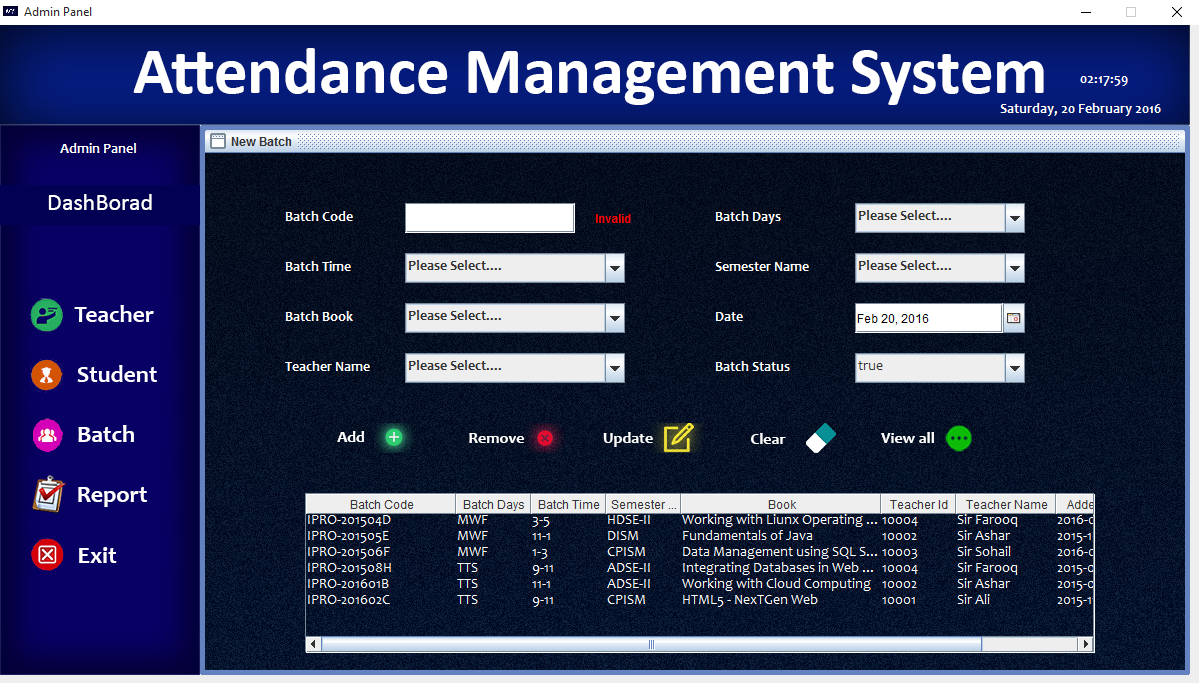 Admin Panel
Attendance Management System
02:17:59
Saturday, 20 February 2016
Admin Panel
DashBorad
Teacher
Student
Batch
Report
Exit
New Batch
Batch Code Invalid Batch Days Please Select....
Batch Time Please Select.... Semester Name Please Select....
Batch Book Please Select.... Date Feb 20, 2016
Teacher Name Please Select.... Batch Status true
Add Remove Update Clear View all
Batch Code Batch Days Batch Time Semester ... Book Teacher Id Teacher Name Adde
IPRO-201504D MWF 3-5 HDSE-II Working with Liunx Operating ... 10004 Sir Farooq 2016-0
IPRO-201505E MWF 11-1 DISM Fundamentals of Java 10002 Sir Ashar 2015-1
IPRO-201506F MWF 1-3 CPISM Data Management using SQL S... 10003 Sir Sohail 2016-0
IPRO-201508H TTS 9-11 ADSE-II Integrating Databases in Web ... 10004 Sir Farooq 2015-0
IPRO-201601B TTS 11-1 ADSE-II Working with Cloud Computing 10002 Sir Ashar 2015-0
IPRO-201602C TTS 9-11 CPISM HTML5 - NexTGen Web 10001 Sir Ali 2015-1